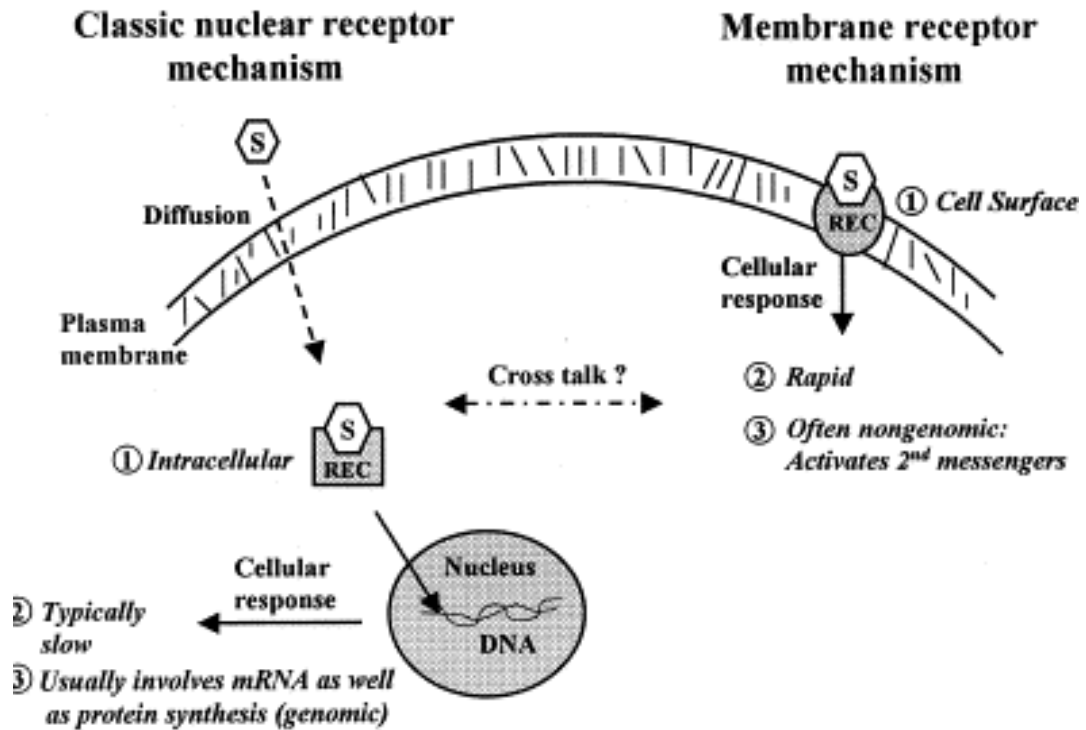 Classic nuclear receptor
mechanism
Membrane receptor
mechanism
S
Diffusion
Plasma
membrane
S
REC
① Cell Surface
Cellular
response
② Rapid
③ Often nongenomic:
Activates 2nd messengers
Cross talk ?
S
REC
① Intracellular
Nucleus
DNA
Cellular
response
② Typically
slow
③ Usually involves mRNA as well
as protein synthesis (genomic)